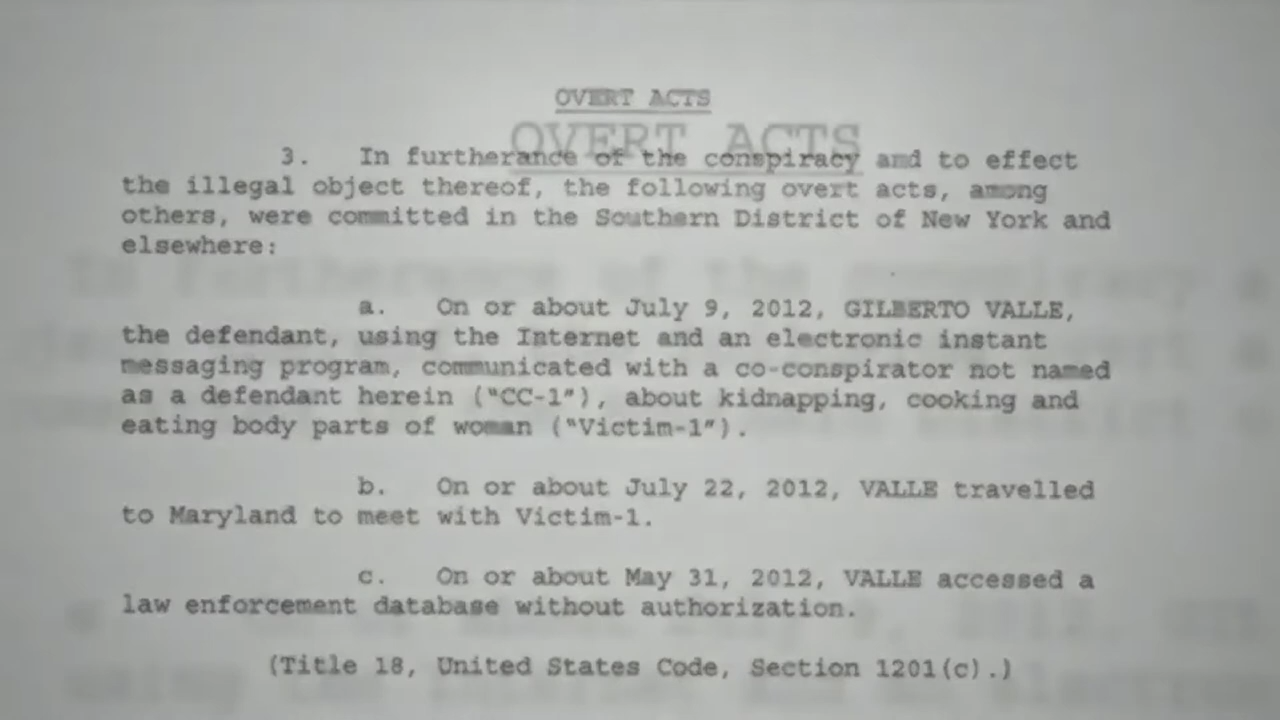 OVERT ACTS
OVERT ACTS
3. In furtherance of the conspiracy and to effect
the illegal object thereof, the following overt acts, among
others, were committed in the Southern District of New York and
elsewhere:
a. On or about July 9, 2012, GILBERTO VALLE,
the defendant, using the Internet and an electronic instant
messaging program, communicated with a co-conspirator not named
as a defendant herein ("CC-1"), about kidnapping, cooking and
eating body parts of woman ("Victim-1").
b. On or about July 22, 2012, VALLE travelled
to Maryland to meet with Victim-1.
c. On or about May 31, 2012, VALLE accessed a
law enforcement database without authorization.
(Title 18, United States Code, Section 1201(c).)